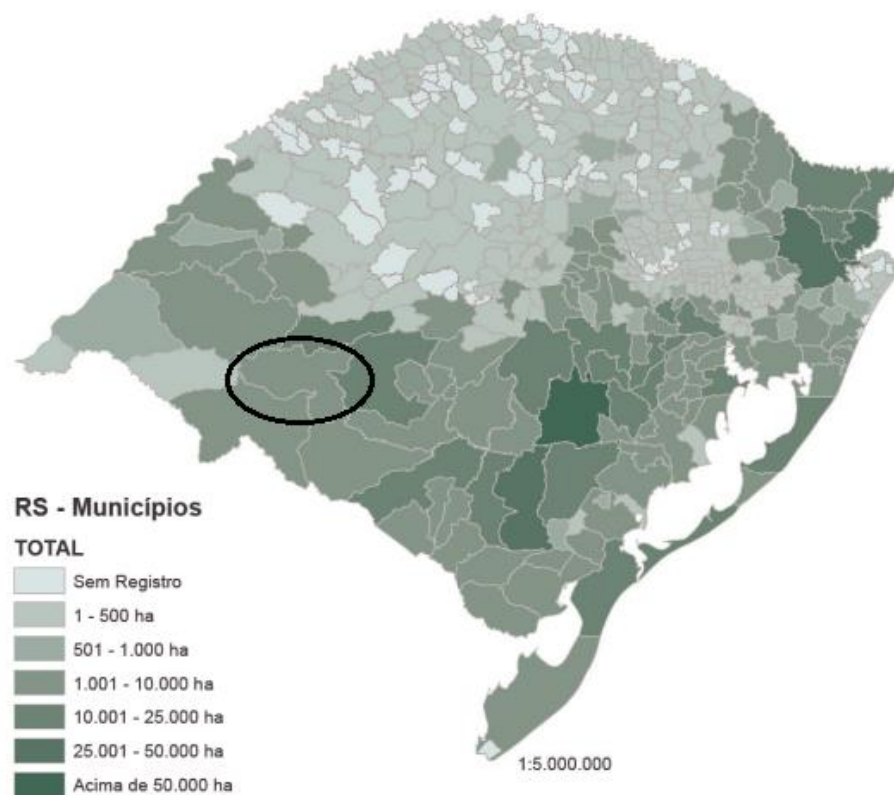 RS - Municípios
TOTAL
Sem Registro
1 - 500 ha
501 - 1.000 ha
1.001 - 10.000 ha
10.001 - 25.000 ha
25.001 - 50.000 ha
Acima de 50.000 ha
1:5.000.000